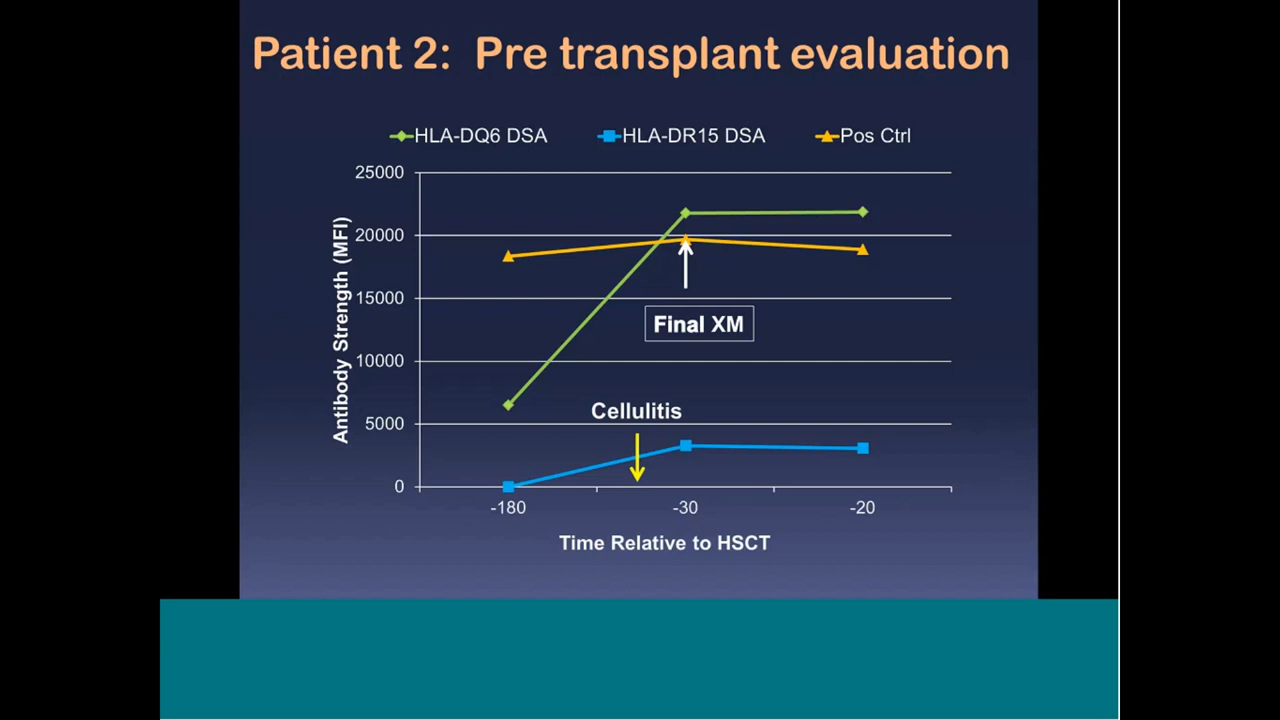 Patient 2: Pre transplant evaluation
HLA-DQ6 DSA HLA-DR15 DSA Pos Ctrl
Antibody Strength (MFI)
25000
20000
15000
10000
5000
0
Final XM
Cellulitis
-180 -30 -20
Time Relative to HSCT